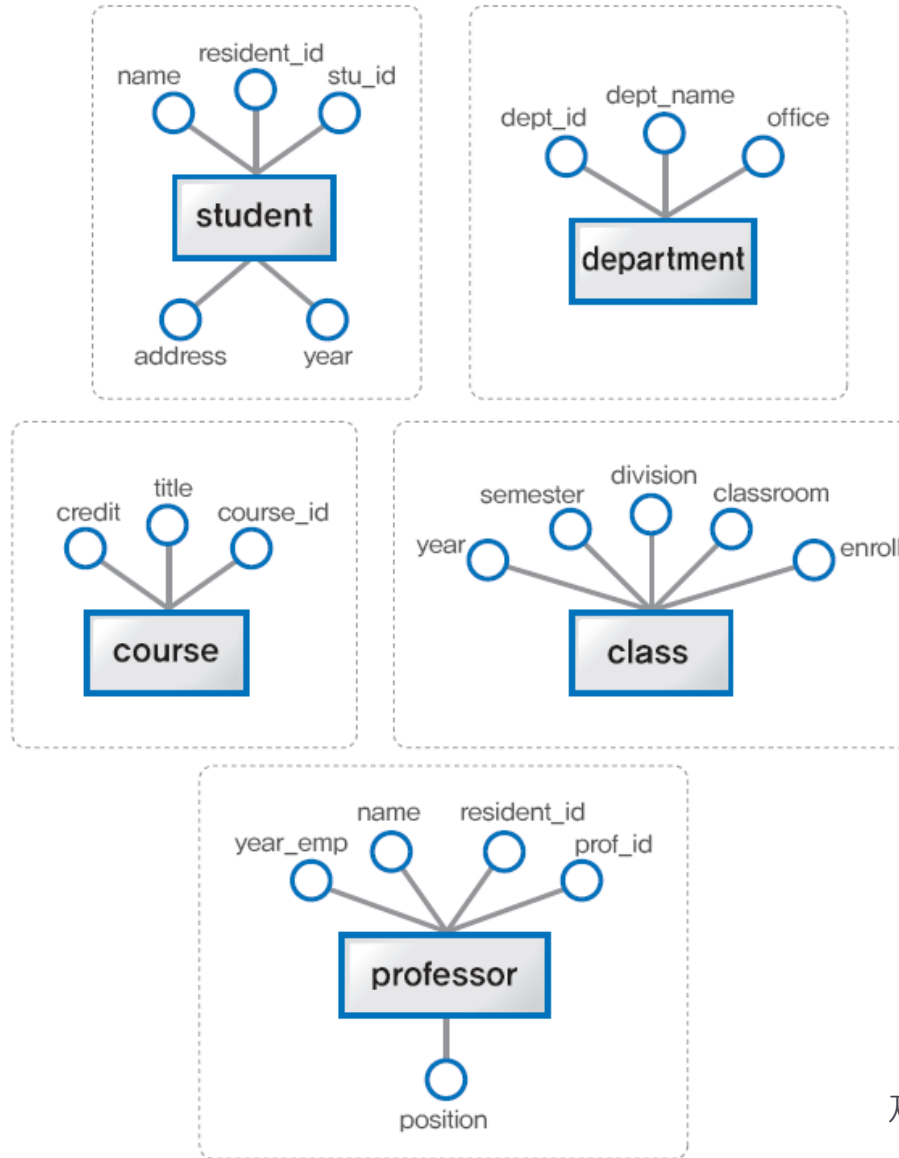 resident_id
name
stu_id
student
address
year
dept_name
dept_id
office
department
title
credit
course_id
course
division
semester
classroom
year
enroll
class
name
resident_id
year_emp
prof_id
professor
position